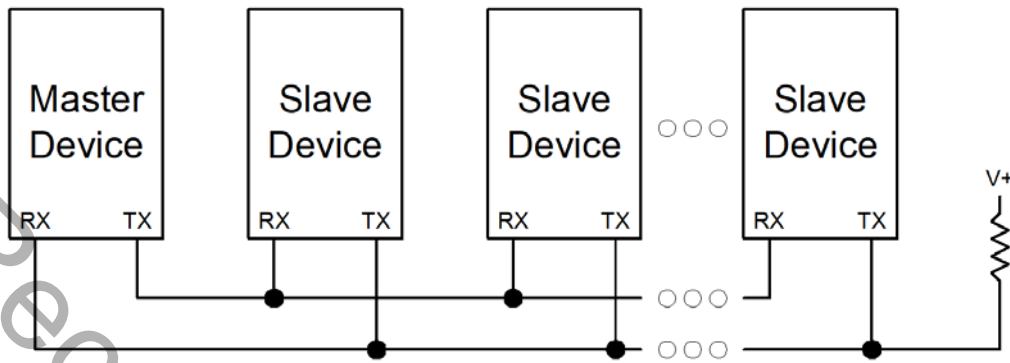 Master
Device
Slave
Device
Slave
Device
Slave
Device
V+
RX TX
RX TX
RX TX
RX TX